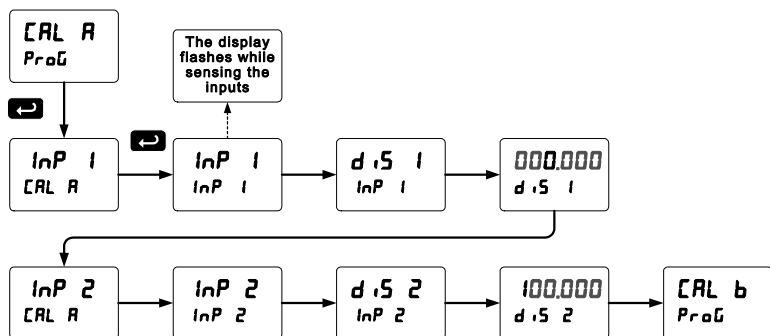 CAL A
ProG
The display
flashes while
sensing the
inputs
InP 1
CAL A
InP 1
InP 1
diS 1
InP 1
000.000
diS 1
InP 2
CAL A
InP 2
InP 2
diS 2
InP 2
100.000
diS 2
CAL b
ProG